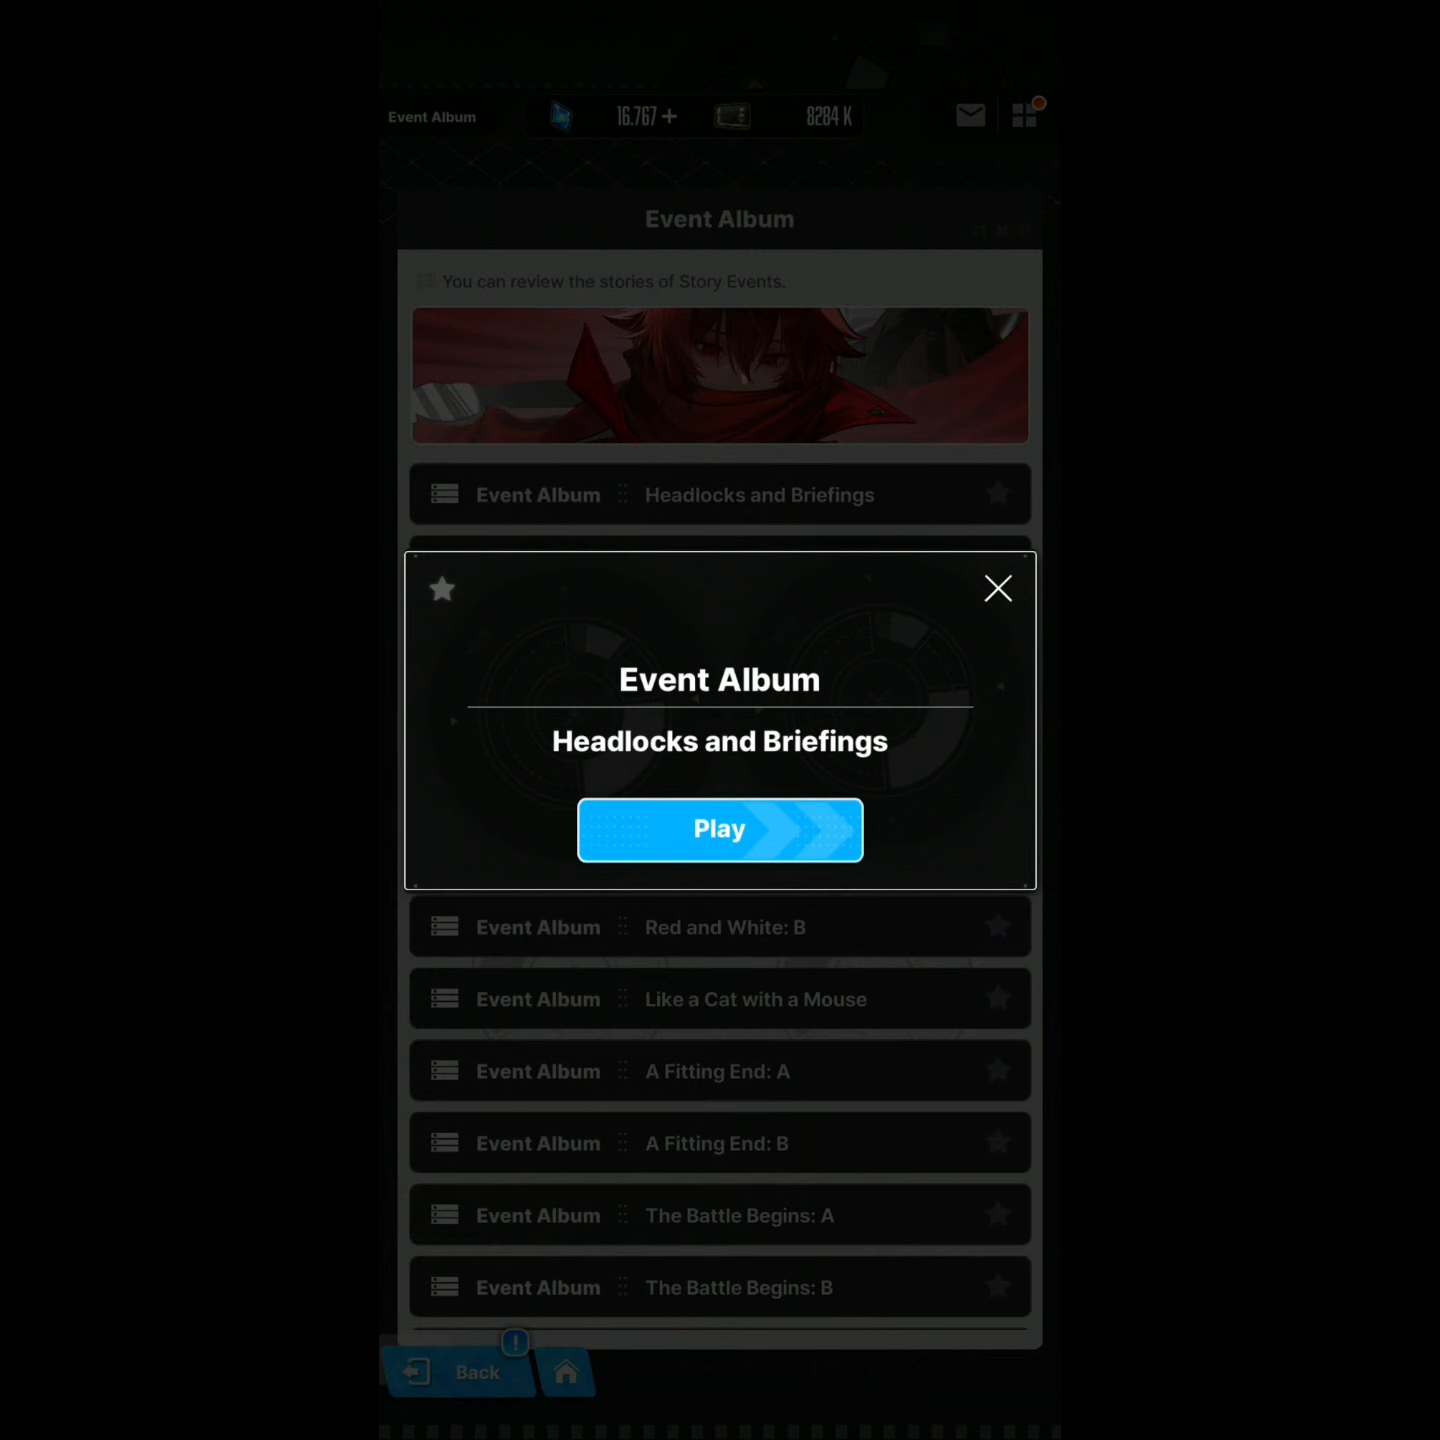 Event Album
16.767 +
8284 K
Event Album
You can review the stories of Story Events.
Event Album Headlocks and Briefings
Event Album
Headlocks and Briefings
Play
Event Album Red and White: B
Event Album Like a Cat with a Mouse
Event Album A Fitting End: A
Event Album A Fitting End: B
Event Album The Battle Begins: A
Event Album The Battle Begins: B
Back